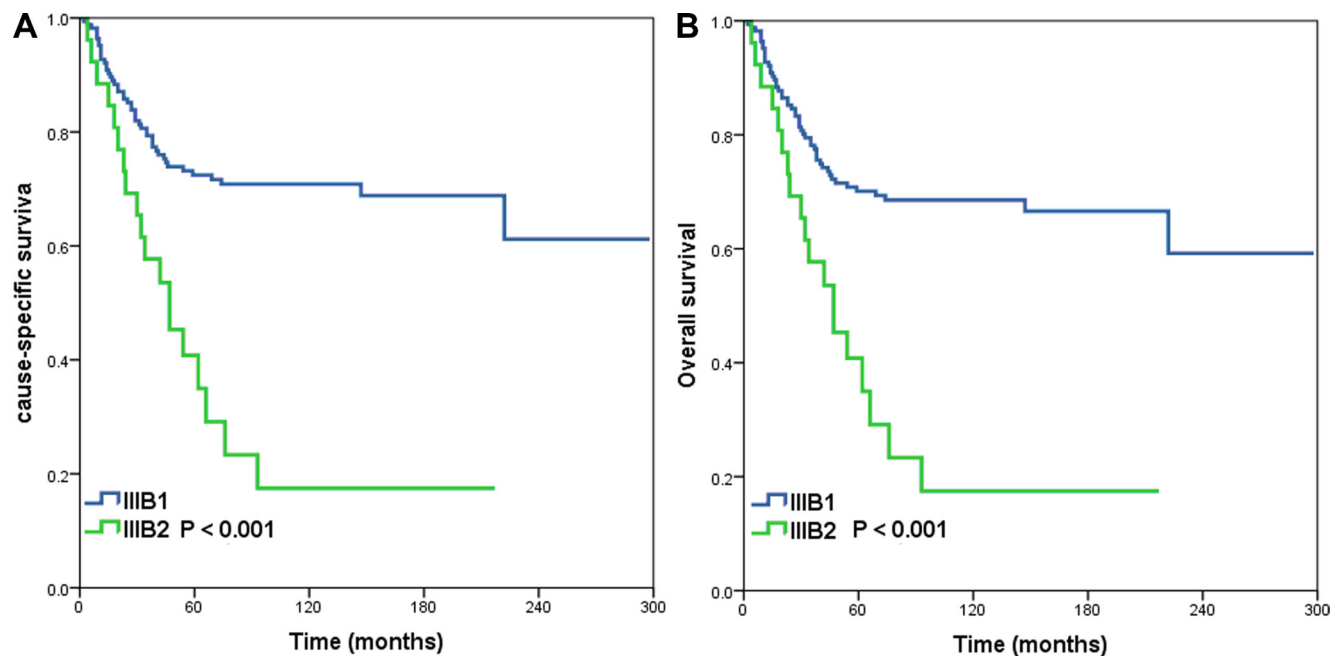 A
1.0
0.8
0.6
0.4
0.2
0.0
cause-specific surviva
IIIB1
IIIB2 P < 0.001
0 60 120 180 240 300
Time (months)
B
1.0
0.8
0.6
0.4
0.2
0.0
Overall survival
IIIB1
IIIB2 P < 0.001
0 60 120 180 240 300
Time (months)